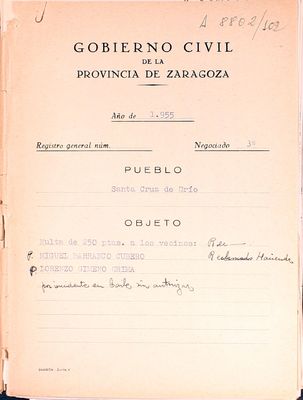 A 8802/102
GOBIERNO CIVIL
DE LA
PROVINCIA DE ZARAGOZA
Año de 1.955
Registro general núm. Negociado 3º
PUEBLO
Santa Cruz de Grío
OBJETO
Multa de 250 ptas. a los vecinos:
P. MIGUEL BARRANCO CUBERO Reclamado Hacienda
P LORENZO GIMENO GRIMA
por incidente en baile sin autorizar